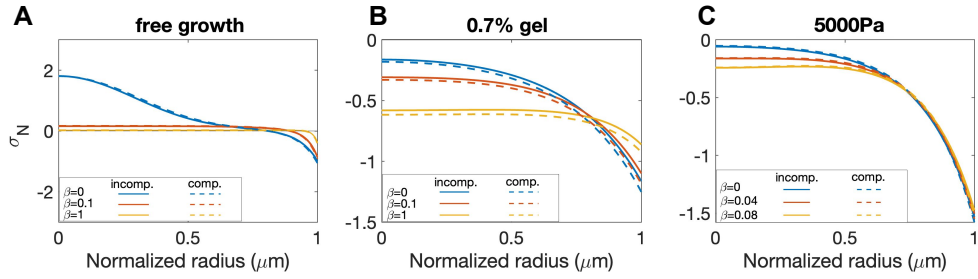 A
free growth
2
0
-2
σN
β=0
β=0.1
β=1
incomp.
comp.
0
0.5
1
Normalized radius (μm)
B
0.7% gel
0
-0.5
-1
-1.5
β=0
β=0.1
β=1
incomp.
comp.
0
0.5
1
Normalized radius (μm)
C
5000Pa
0
-0.5
-1
-1.5
β=0
β=0.04
β=0.08
incomp.
comp.
0
0.5
1
Normalized radius (μm)